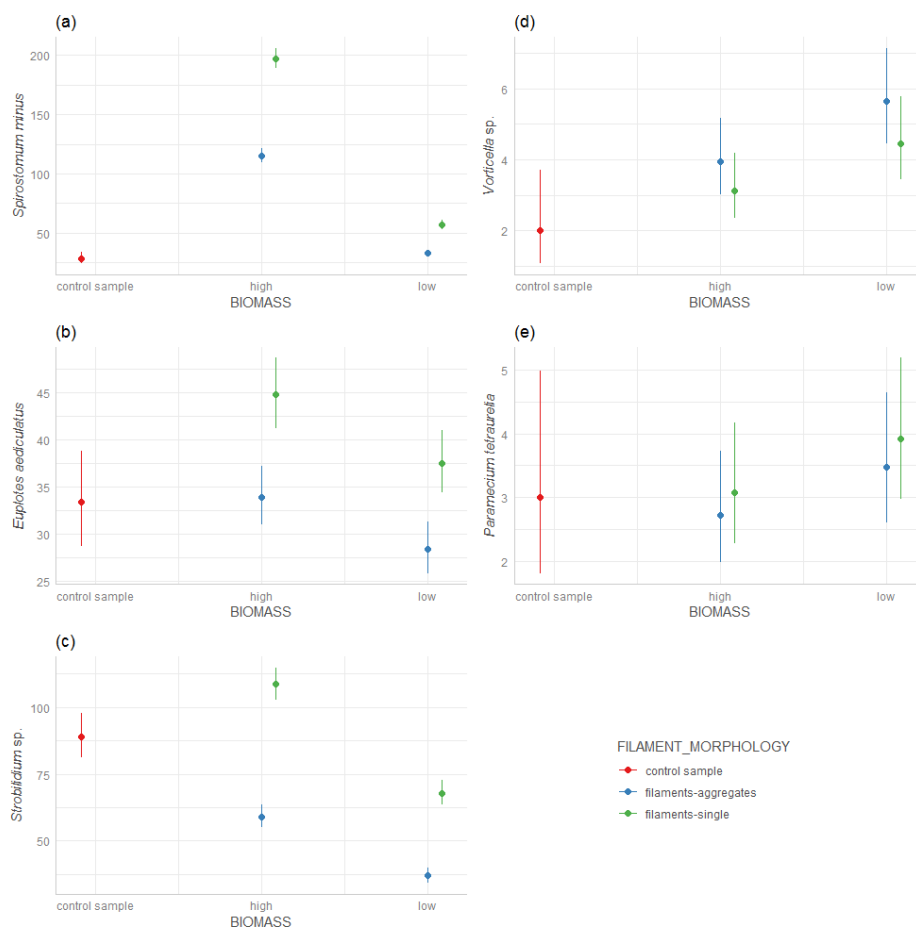 (a)
Spirostomum minus
200
150
100
50
control sample high low
BIOMASS
(b)
Euplotes aediculatus
45
40
35
30
25
control sample high low
BIOMASS
(c)
Strobilidium sp.
100
75
50
control sample high low
BIOMASS
(d)
Vorticella sp.
6
4
2
control sample high low
BIOMASS
(e)
Paramecium tetraurelia
5
4
3
2
control sample high low
BIOMASS
FILAMENT_MORPHOLOGY
control sample
filaments-aggregates
filaments-single